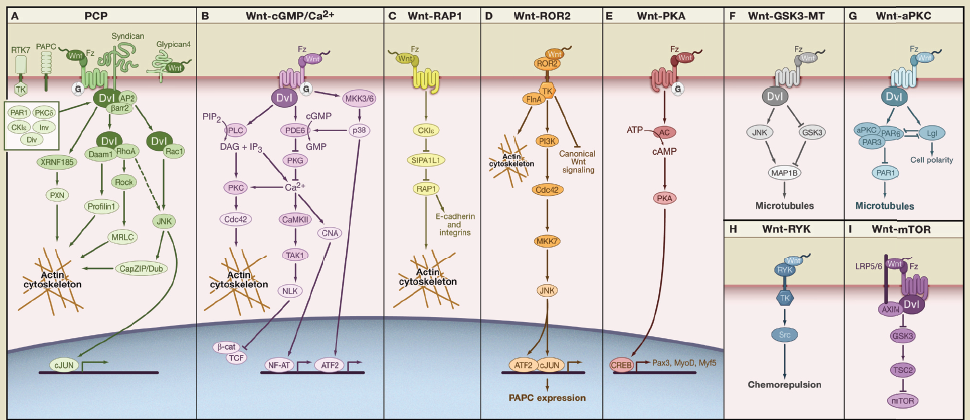 A PCP
RTK7
PAPC
Wnt
Fz
Syndican
Glypican4
Wnt
TK
G
Dvl
AP2
βarr2
PAR1
PKCδ
CKIε
Inv
Div
Dvl
Daam1
RhoA
Dvl
Rac1
XRNF185
Rock
PXN
Profilin1
JNK
MRLC
CapZIP/Dub
Actin
cytoskeleton
cJUN
B Wnt-cGMP/Ca2+
Fz
Wnt
Dvl
G
MKK3/6
PIP2
PLC
PDE6
cGMP
GMP
p38
DAG + IP3
PKG
PKC
Ca2+
Cdc42
CaMKII
CNA
TAK1
Actin
cytoskeleton
NLK
β-cat
TCF
NF-AT
ATF2
C Wnt-RAP1
Fz
Wnt
CKIε
SIPA1L1
RAP1
E-cadherin
and
integrins
Actin
cytoskeleton
D Wnt-ROR2
Fz
Wnt
ROR2
TK
FlnA
PI3K
Actin
cytoskeleton
Canonical
Wnt
signaling
Cdc42
MKK7
JNK
ATF2
cJUN
PAPC expression
E Wnt-PKA
Fz
Wnt
G
ATP
AC
cAMP
PKA
CREB
Pax3, MyoD, Myf5
F Wnt-GSK3-MT
Fz
Wnt
Dvl
JNK
GSK3
MAP1B
Microtubules
G Wnt-aPKC
Fz
Wnt
Dvl
aPKC
PAR6
PAR3
Lgl
Cell polarity
PAR1
Microtubules
H Wnt-RYK
Wnt
RYK
TK
Src
Chemorepulsion
I Wnt-mTOR
LRP5/6
Wnt
Fz
AXIN
Dvl
GSK3
TSC2
mTOR